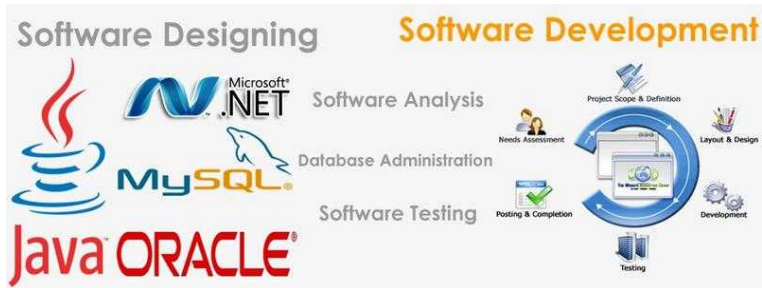 Software Designing
Software Development
Microsoft®
.NET
MySQL®
Java™
ORACLE®
Software Analysis
Database Administration
Software Testing
Project Scope & Definition
Needs Assessment
Layout & Design
Posting & Completion
Development
Testing